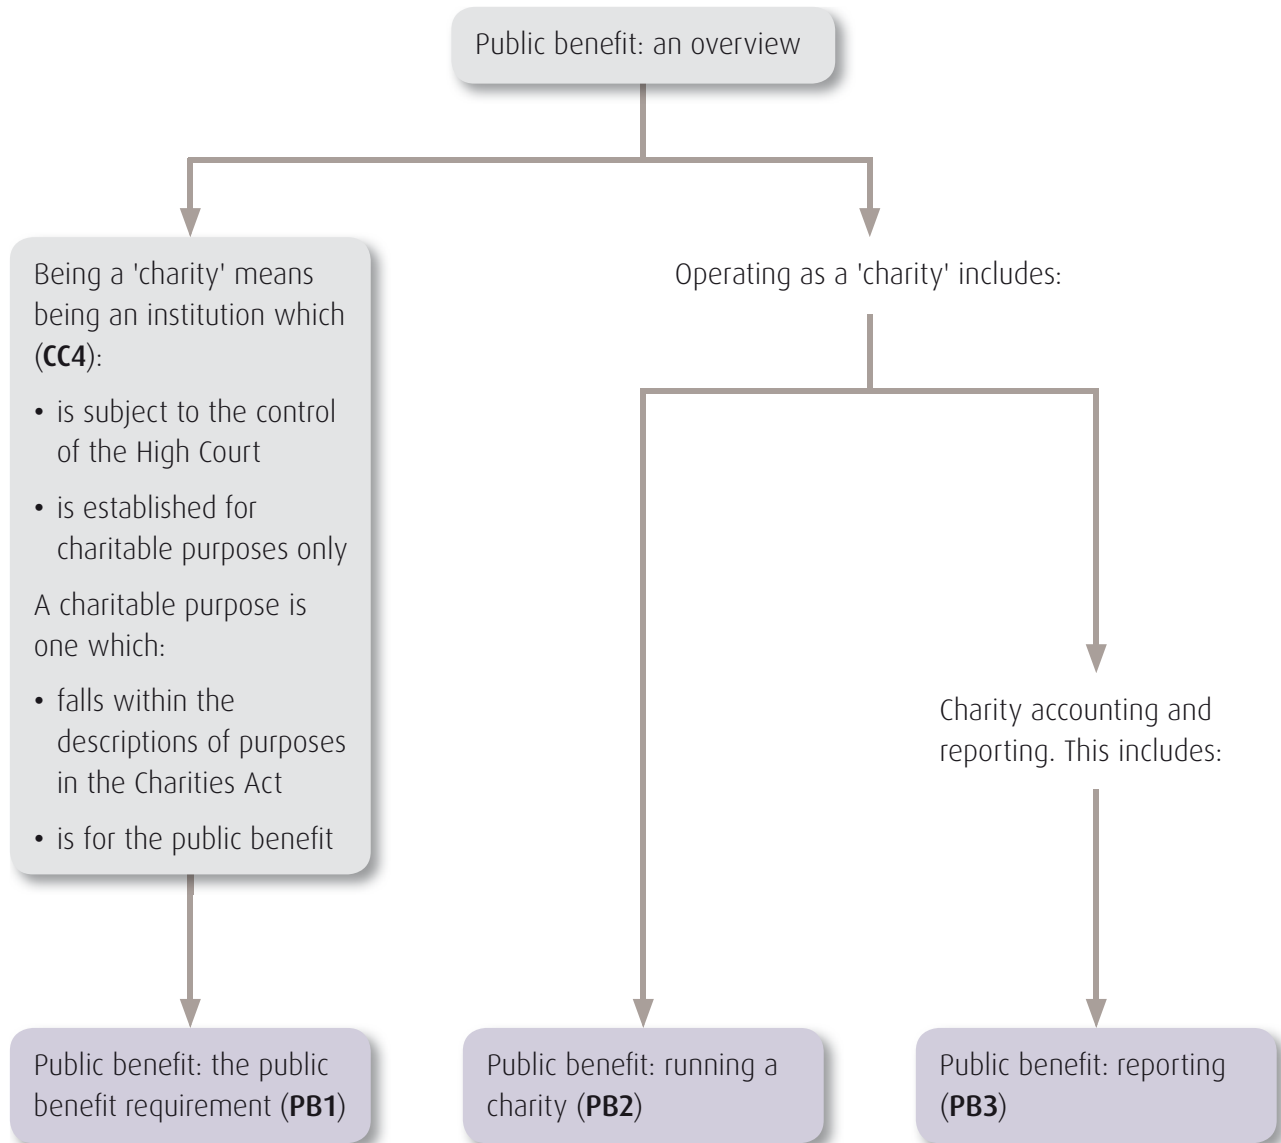 Public benefit: an overview
Being a 'charity' means
being an institution which
(CC4):
• is subject to the control
of the High Court
• is established for
charitable purposes only
A charitable purpose is
one which:
• falls within the
descriptions of purposes
in the Charities Act
• is for the public benefit
Operating as a 'charity' includes:
Charity accounting and
reporting. This includes:
Public benefit: the public
benefit requirement (PB1)
Public benefit: running a
charity (PB2)
Public benefit: reporting
(PB3)